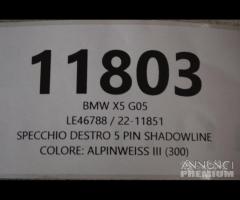 11803
BMW X5 G05
LE46788 / 22-11851
SPECCHIO DESTRO 5 PIN SHADOWLINE
COLORE: ALPINWEISS III (300)
ANNUNCI
PREMIUM